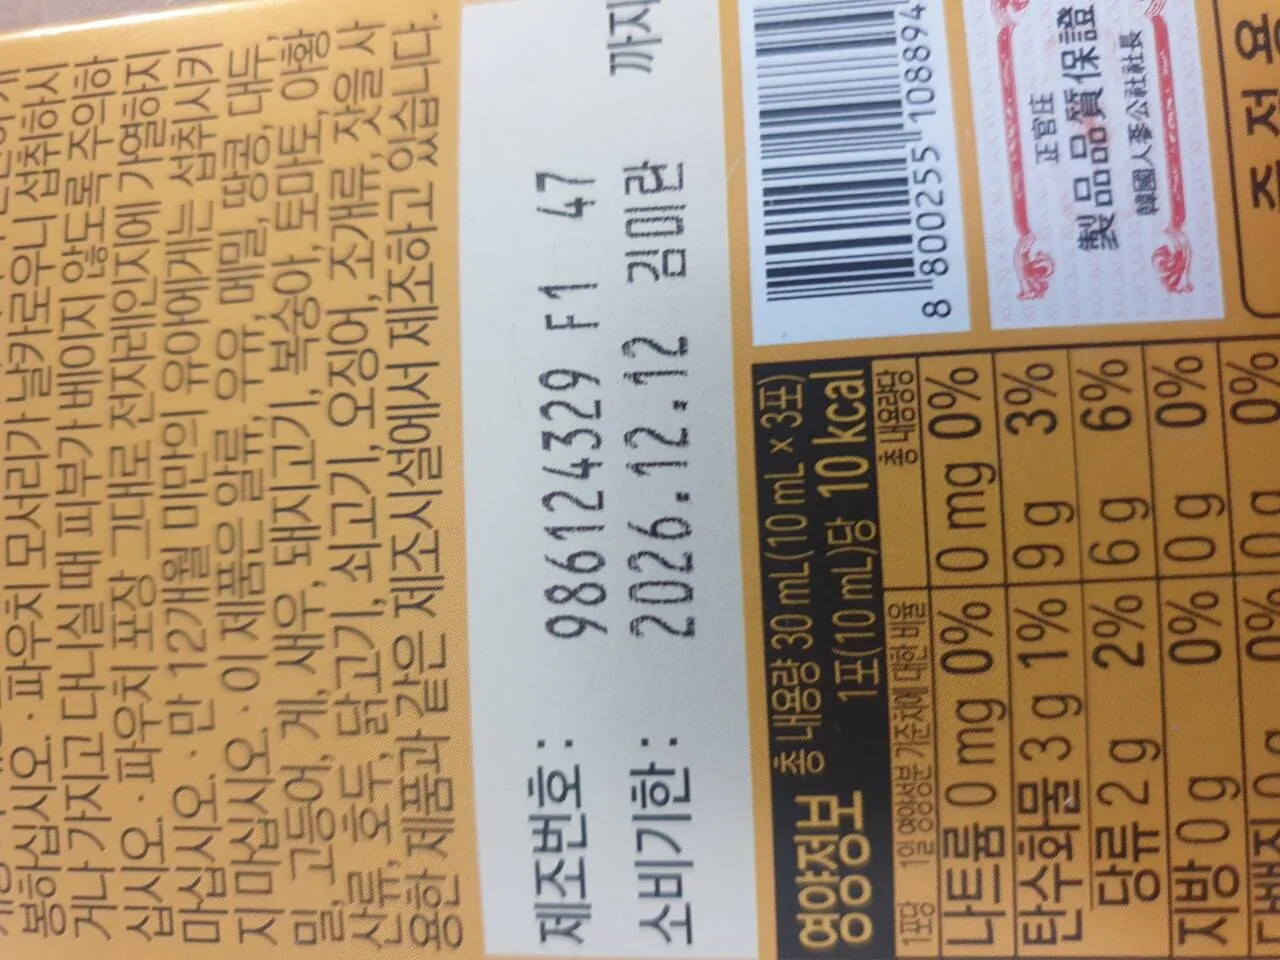 봉하십시오. · 파우치 모서리가 날카로우니 섭취하시
거나 가지고 다니실 때 피부가 베이지 않도록 주의하
십시오. · 파우치 포장 그대로 전자레인지에 가열하지
마십시오. · 만 12개월 미만의 유아에게는 섭취시키
지 마십시오. · 이 제품은 알류, 우유, 메밀, 땅콩, 대두,
밀, 고등어, 게, 새우, 돼지고기, 복숭아, 토마토, 아황
산류, 호두, 닭고기, 쇠고기, 오징어, 조개류, 잣을 사
용한 제품과 같은 제조시설에서 제조하고 있습니다.
제조번호: 986124329 F1 47
소비기한: 2026.12.12 김미란 까지
영양정보
총 내용량 30 mL(10 mL x 3포)
1포(10 mL)당 10 kcal
1포당 1일 영양성분 기준치에 대한 비율 총 내용량당
나트륨 0 mg 0% 0 mg 0%
탄수화물 3 g 1% 9 g 3%
당류 2 g 2% 6 g 6%
지방 0 g 0% 0 g 0%
0 g 0% 0 g 0%
8 800255 108894
正官庄
製品品質保證
韓國人蔘公社社長
주 저 요